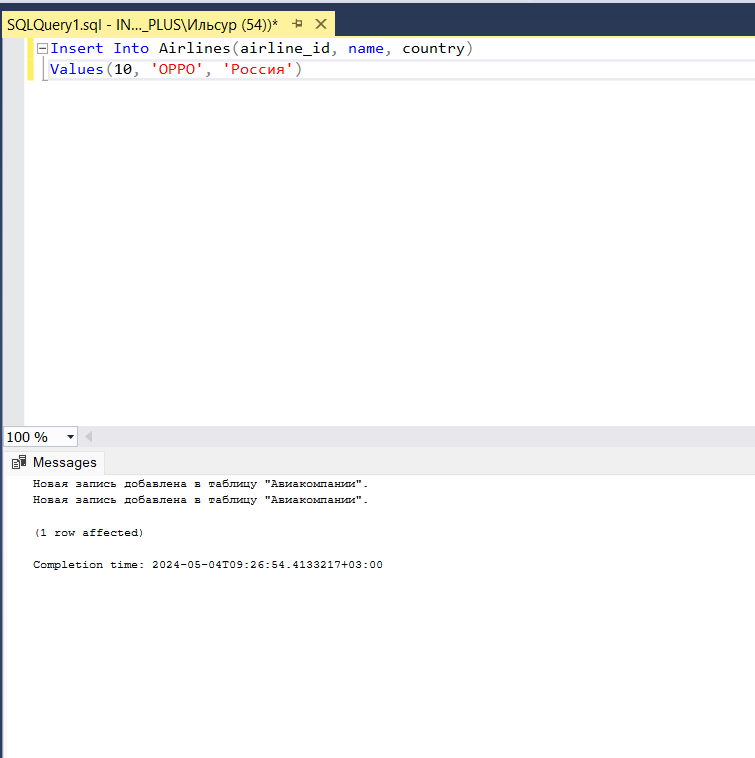 SQLQuery1.sql - IN..._PLUS\Ильсур (54))*
Insert Into Airlines(airline_id, name, country)
Values(10, 'OPPO', 'Россия')
100 %
Messages
Новая запись добавлена в таблицу "Авиакомпании".
Новая запись добавлена в таблицу "Авиакомпании".
(1 row affected)
Completion time: 2024-05-04T09:26:54.4133217+03:00